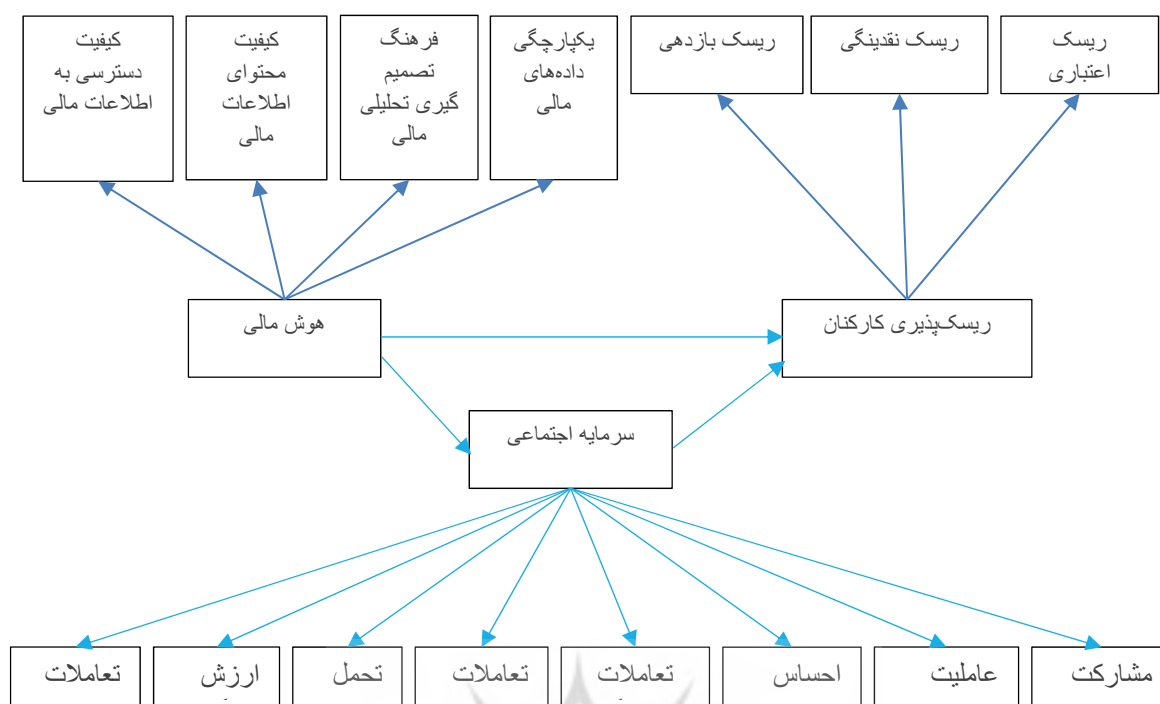 ریسک
اعتباری
ریسک نقدینگی
ریسک بازدهی
یکپارچگی
داده‌های
مالی
فرهنگ
تصمیم
گیری تحلیلی
مالی
کیفیت
محتوای
اطلاعات
مالی
کیفیت
دسترسی به
اطلاعات مالی
ریسک‌پذیری کارکنان
هوش مالی
سرمایه اجتماعی
مشارکت
عاملیت
احساس
تعاملات
تعاملات
تحمل
ارزش
تعاملات